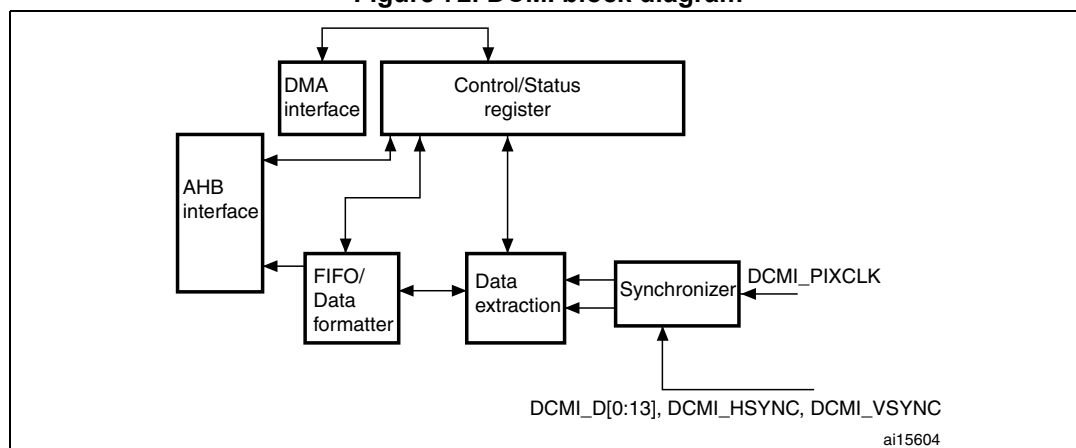 Figure 72. DCMI block diagram
DMA
interface
Control/Status
register
AHB
interface
FIFO/
Data
formatter
Data
extraction
Synchronizer
DCMI_PIXCLK
DCMI_D[0:13], DCMI_HSYNC, DCMI_VSYNC
ai15604